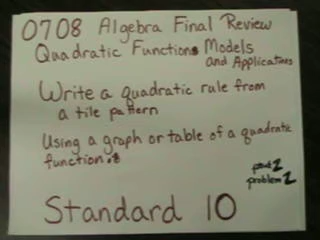 0708 Algebra Final Review
Quadratic Functions Models
and Applications
Write a quadratic rule from
a tile pattern
Using a graph or table of a quadratic
function.
part 2
problem 2
Standard 10